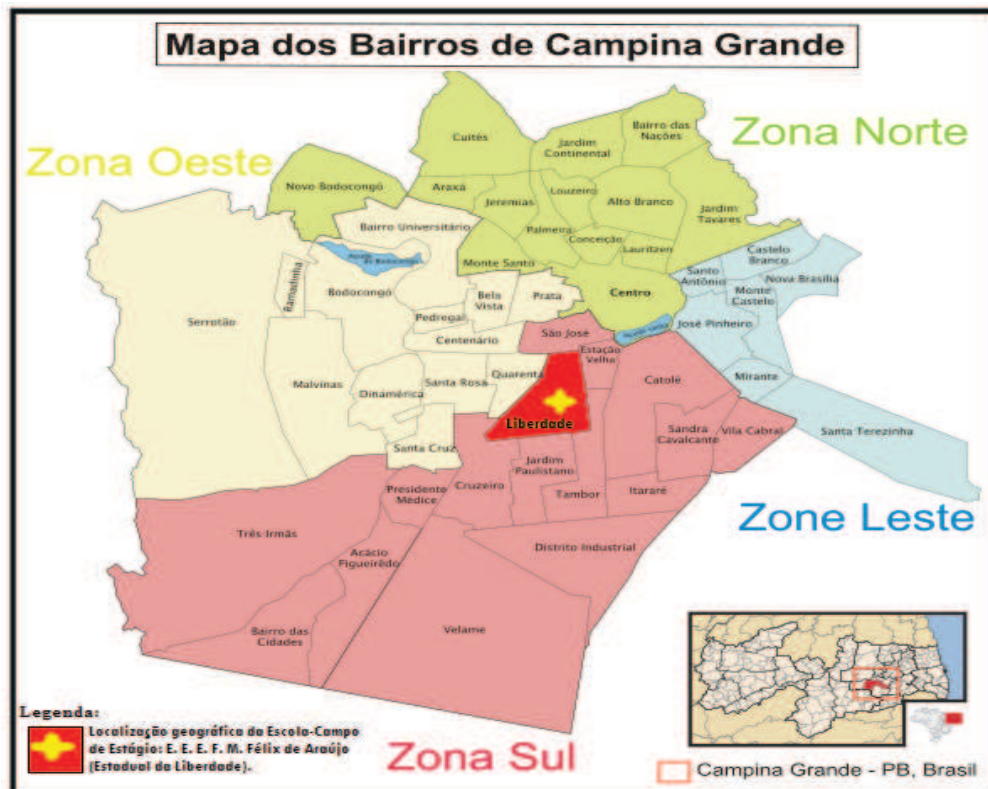 Mapa dos Bairros de Campina Grande
Zona Oeste
Zona Norte
Cuités
Jardim
Continental
Bairro das
Nações
Novo Bodocongó
Araxá
Jeremias
Louzeiro
Alto Branco
Jardim
Tavares
Bairro Universitário
Palmeira
Conceição
Lauritzen
Monte Santo
Castelo
Branco
Santo
Antônio
Nova Brasília
Monte
Castelo
Ramadinha
Bodocongó
Bela
Vista
Prata
Centro
Serrotão
Pedregal
São José
José Pinheiro
Centenário
Estação
Velha
Malvinas
Dinamérica
Santa Rosa
Quarenta
Catolé
Mirante
Liberdade
Sandra
Cavalcante
Vila Cabral
Santa Terezinha
Santa Cruz
Jardim
Paulistano
Presidente
Médice
Cruzeiro
Tambor
Itararé
Zone Leste
Três Irmãs
Acácio
Figueirêdo
Distrito Industrial
Bairro das
Cidades
Velame
Legenda:
Localização geográfica da Escola-Campo
de Estágio: E. E. E. F. M. Félix de Araújo
(Estadual da Liberdade).
Zona Sul
Campina Grande - PB, Brasil